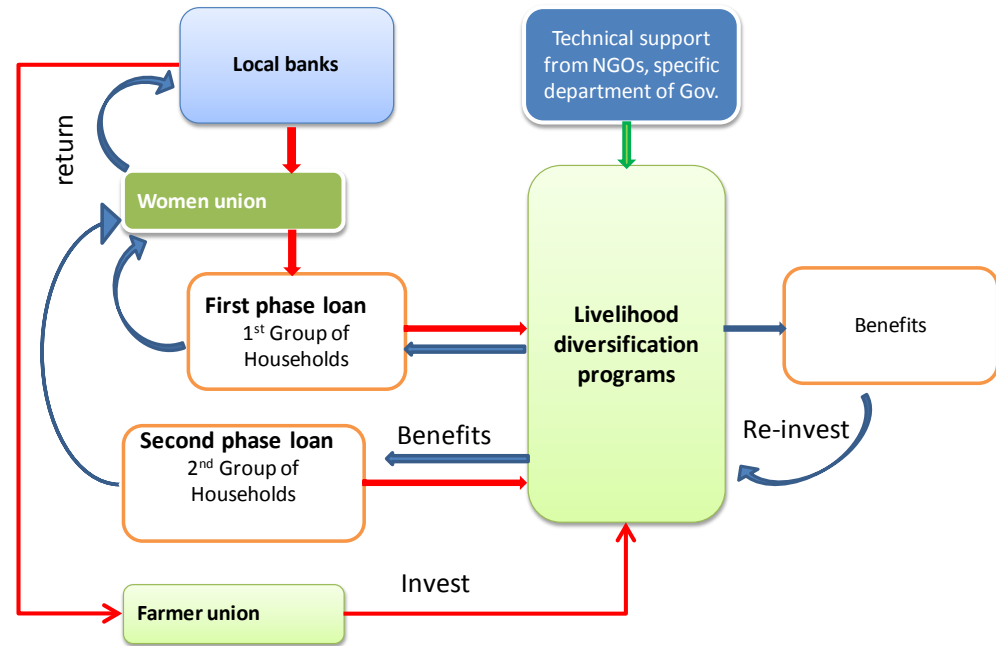 Local banks
Technical support
from NGOs, specific
department of Gov.
return
Women union
First phase loan
1st Group of
Households
Livelihood
diversification
programs
Benefits
Second phase loan
2nd Group of
Households
Benefits
Re-invest
Invest
Farmer union